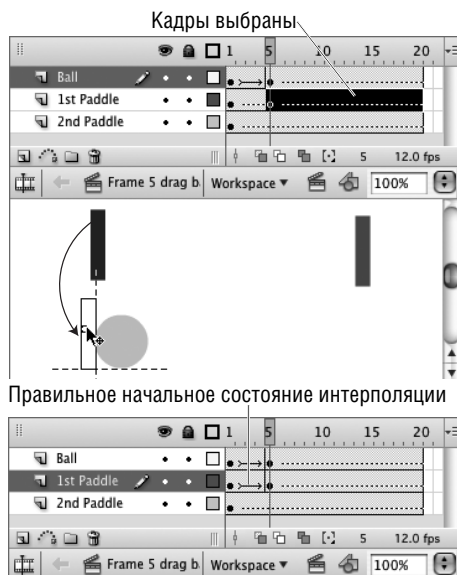 Кадры выбраны
1 5 10 15 20
Ball
1st Paddle
2nd Paddle
5 12.0 fps
Frame 5 drag b Workspace ▾ 100%
Правильное начальное состояние интерполяции
1 5 10 15 20
Ball
1st Paddle
2nd Paddle
5 12.0 fps
Frame 5 drag b Workspace ▾ 100%